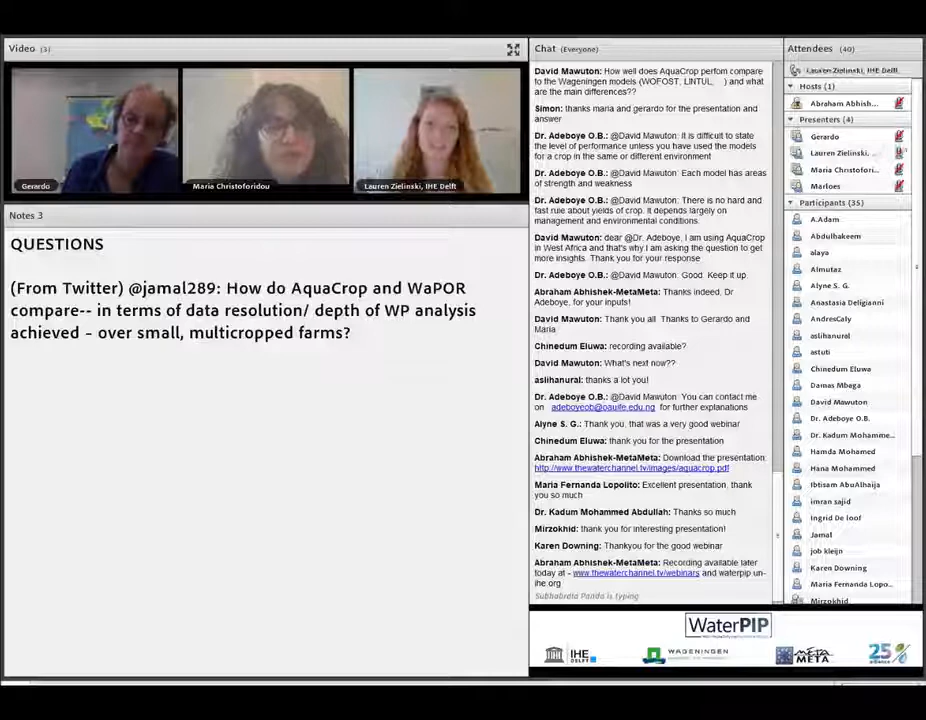 Video (3)
Gerardo
Maria Christoforidou
Lauren Zielinski, IHE Delft
Notes 3
QUESTIONS
(From Twitter) @jamal289: How do AquaCrop and WaPOR
compare-- in terms of data resolution/ depth of WP analysis
achieved - over small, multicropped farms?
Chat (Everyone)
David Mawuton: How well does AquaCrop perfom compare
to the Wageningen models (WOFOST, LINTUL, ) and what
are the main differences??
Simon: thanks maria and gerardo for the presentation and
answer
Dr. Adeboye O.B.: @David Mawuton: It is difficult to state
the level of performance unless you have used the models
for a crop in the same or different environment
Dr. Adeboye O.B.: @David Mawuton: Each model has areas
of strength and weakness
Dr. Adeboye O.B.: @David Mawuton: There is no hard and
fast rule about yields of crop. It depends largely on
management and environmental conditions.
David Mawuton: dear @Dr. Adeboye, I am using AquaCrop
in West Africa and that's why I am asking the question to get
more insights. Thank you for your response
Dr. Adeboye O.B.: @David Mawuton: Good. Keep it up.
Abraham Abhishek-MetaMeta: Thanks indeed, Dr
Adeboye, for your inputs!
David Mawuton: Thank you all. Thanks to Gerardo and
Maria
Chinedum Eluwa: recording available?
David Mawuton: What's next now??
aslihanural: thanks a lot you!
Dr. Adeboye O.B.: @David Mawuton: You can contact me
on adeboyeob@oauife.edu.ng for further explanations
Alyne S. G.: Thank you, that was a very good webinar
Chinedum Eluwa: thank you for the presentation
Abraham Abhishek-MetaMeta: Download the presentation:
http://www.thewaterchannel.tv/images/aquacrop.pdf
Maria Fernanda Lopolito: Excellent presentation, thank
you so much
Dr. Kadum Mohammed Abdullah: Thanks so much
Mirzokhid: thank you for interesting presentation!
Karen Downing: Thankyou for the good webinar
Abraham Abhishek-MetaMeta: Recording available later
today at - www.thewaterchannel.tv/webinars and waterpip un-
ihe org
Subhabrata Panda is typing
Attendees (40)
Lauren Zielinski, IHE Delft
Hosts (1)
Abraham Abhish...
Presenters (4)
Gerardo
Lauren Zielinski, ...
Maria Christofori...
Marloes
Participants (35)
A.Adam
Abdulhakeem
alaya
Almutaz
Alyne S. G.
Anastasia Deligianni
AndresCaly
aslihanural
astuti
Chinedum Eluwa
Damas Mbaga
David Mawuton
Dr. Adeboye O.B.
Dr. Kadum Mohamme...
Hamda Mohamed
Hana Mohammed
Ibtisam AbuAlhaija
imran sajid
Ingrid De loof
Jamal
job kleijn
Karen Downing
Maria Fernanda Lopo...
Mirzokhid
WaterPIP
IHE
DELFT
WAGENINGEN
META
META
25